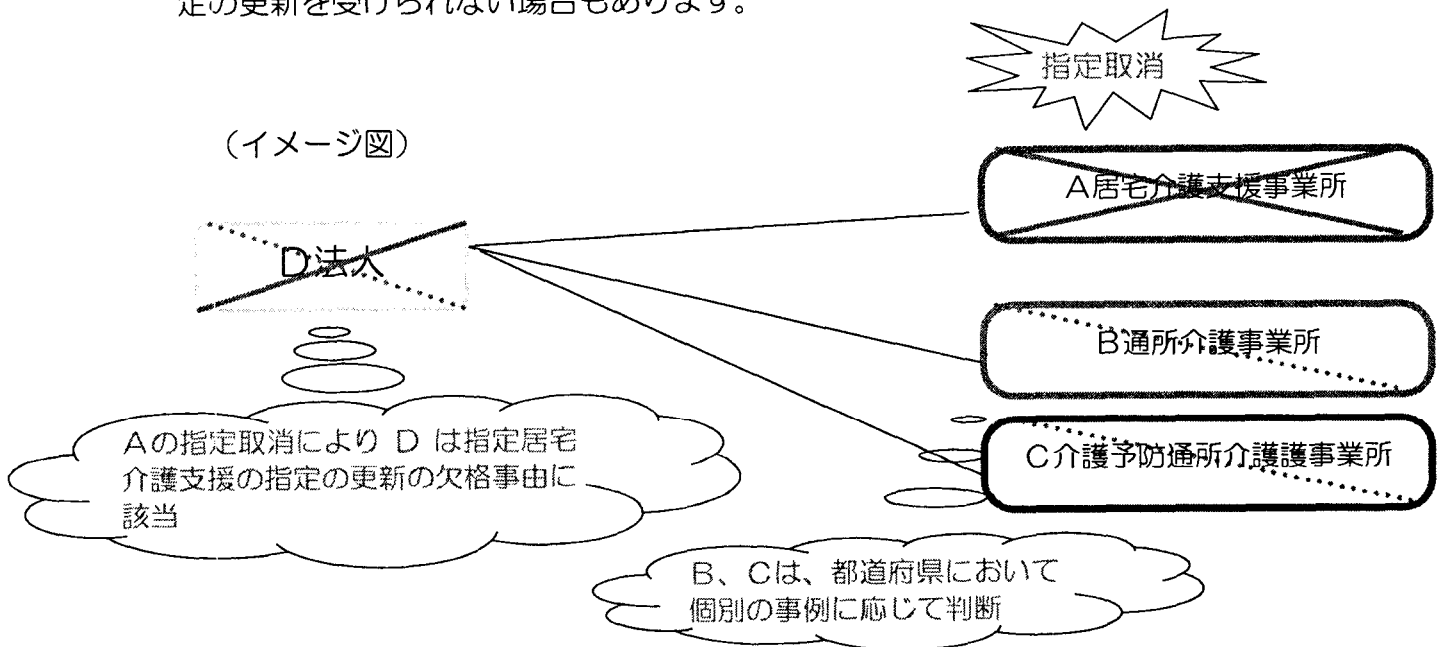 定の更新を受けられない場合もあります。
指定取消
（イメージ図）
A居宅介護支援事業所
D法人
B通所介護事業所
C介護予防通所介護護事業所
Aの指定取消により D は指定居宅
介護支援の指定の更新の欠格事由に
該当
B、Cは、都道府県において
個別の事例に応じて判断